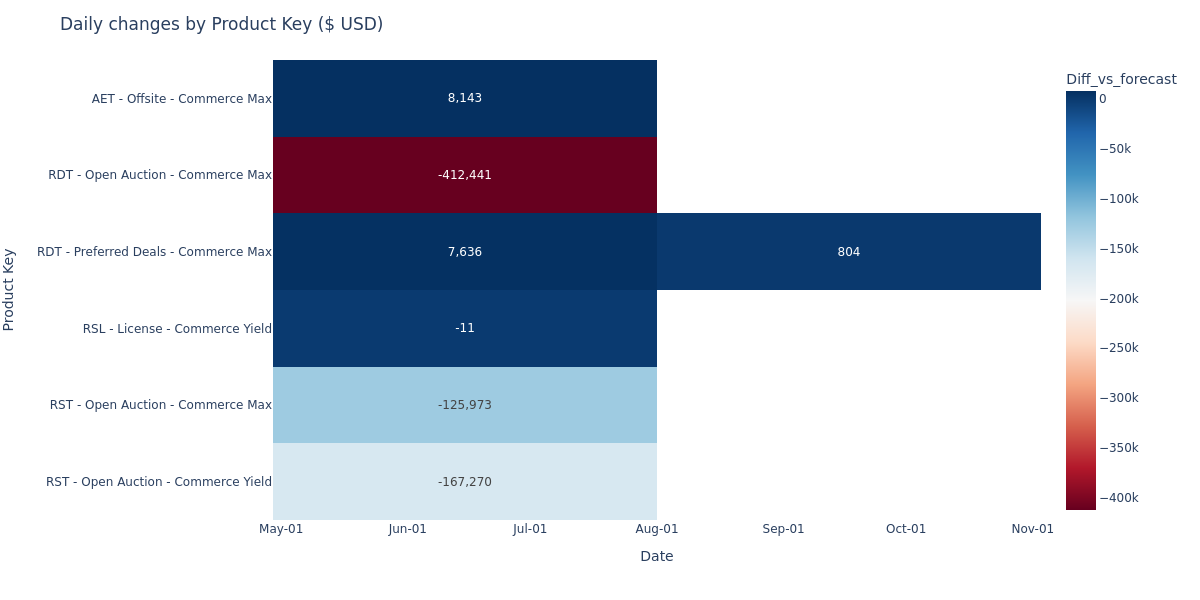 Daily changes by Product Key ($ USD)
Diff_vs_forecast
AET - Offsite - Commerce Max
8,143
0
−50k
RDT - Open Auction - Commerce Max
-412,441
−100k
RDT - Preferred Deals - Commerce Max
7,636
804
−150k
Product Key
−200k
RSL - License - Commerce Yield
-11
−250k
−300k
RST - Open Auction - Commerce Max
-125,973
−350k
RST - Open Auction - Commerce Yield
-167,270
−400k
May-01
Jun-01
Jul-01
Aug-01
Sep-01
Oct-01
Nov-01
Date